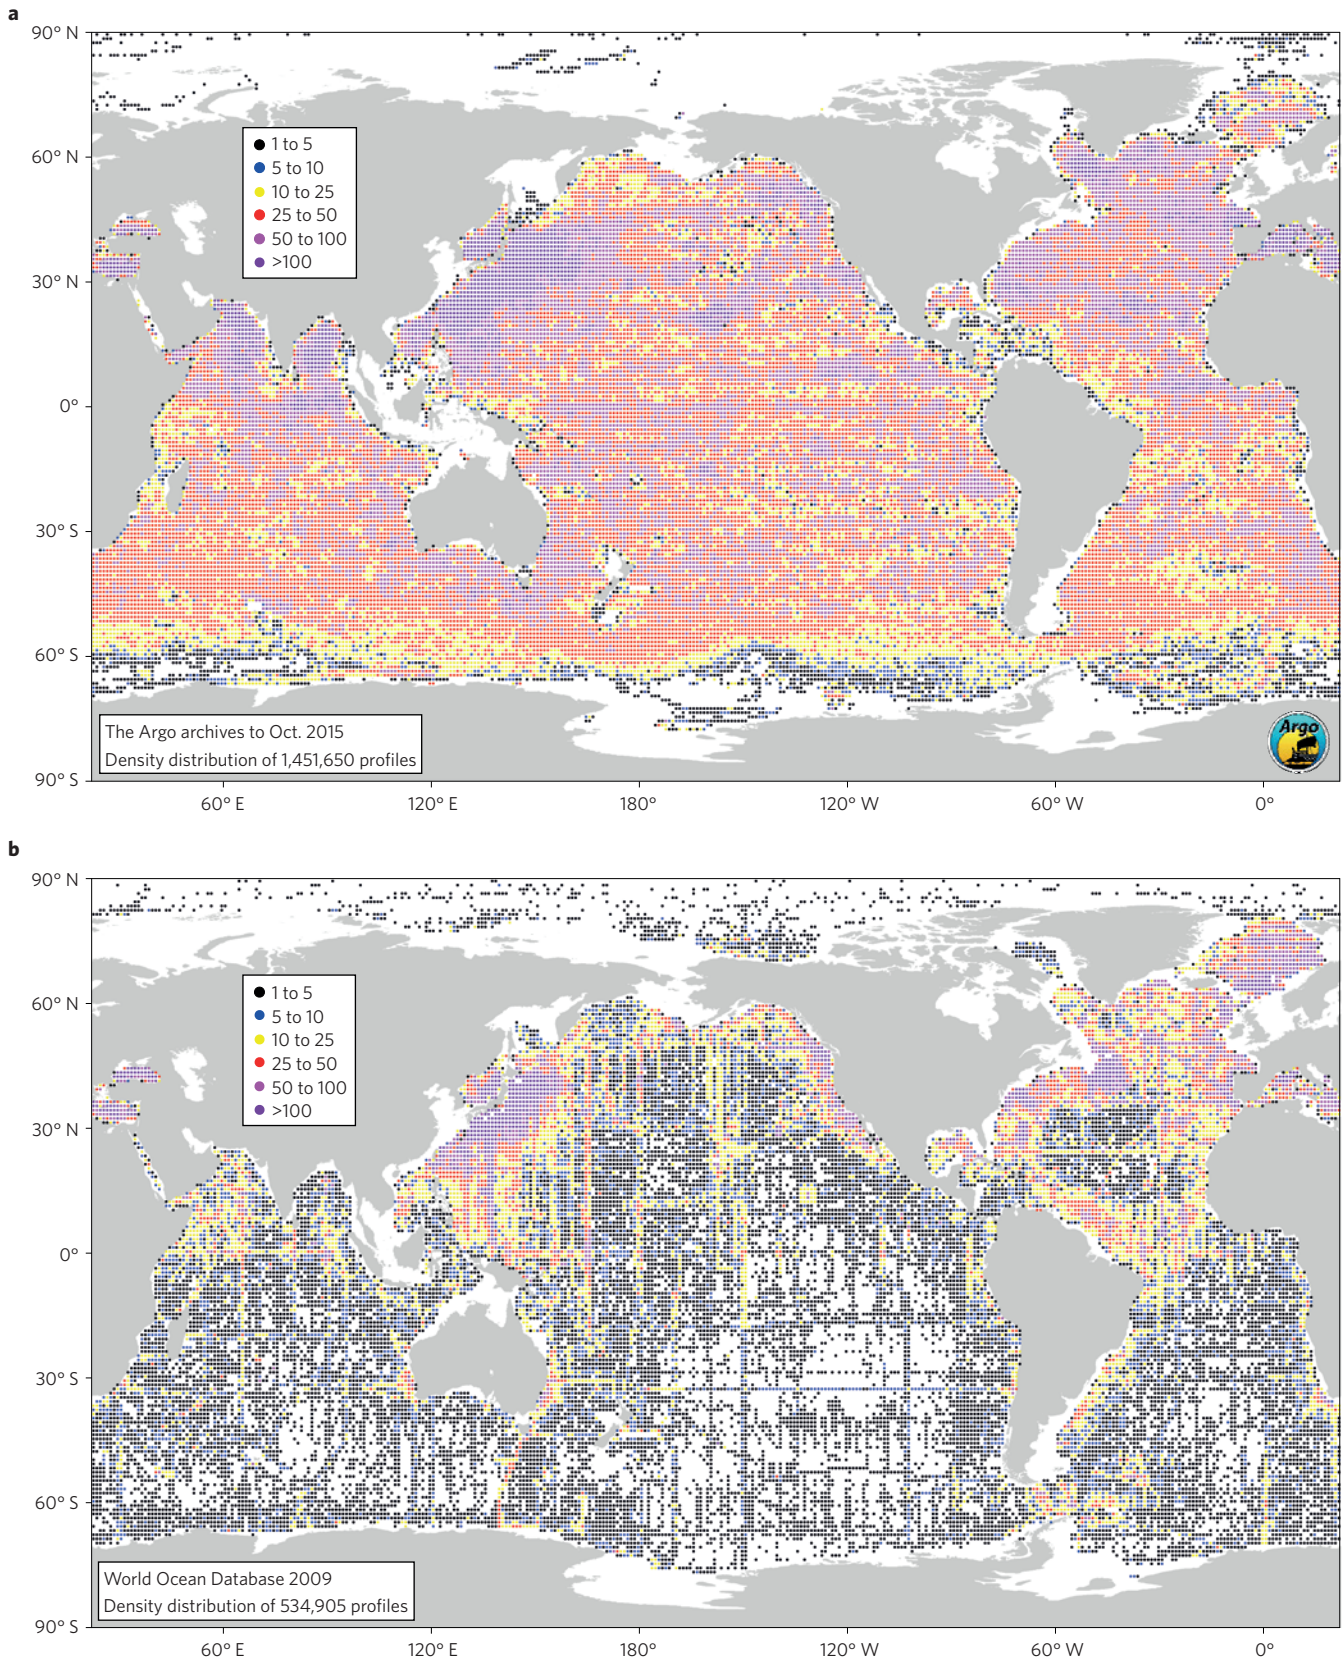 a
90° N
60° N
30° N
0°
30° S
60° S
90° S
1 to 5
5 to 10
10 to 25
25 to 50
50 to 100
>100
The Argo archives to Oct. 2015
Density distribution of 1,451,650 profiles
Argo
60° E
120° E
180°
120° W
60° W
0°
b
90° N
60° N
30° N
0°
30° S
60° S
90° S
1 to 5
5 to 10
10 to 25
25 to 50
50 to 100
>100
World Ocean Database 2009
Density distribution of 534,905 profiles
60° E
120° E
180°
120° W
60° W
0°